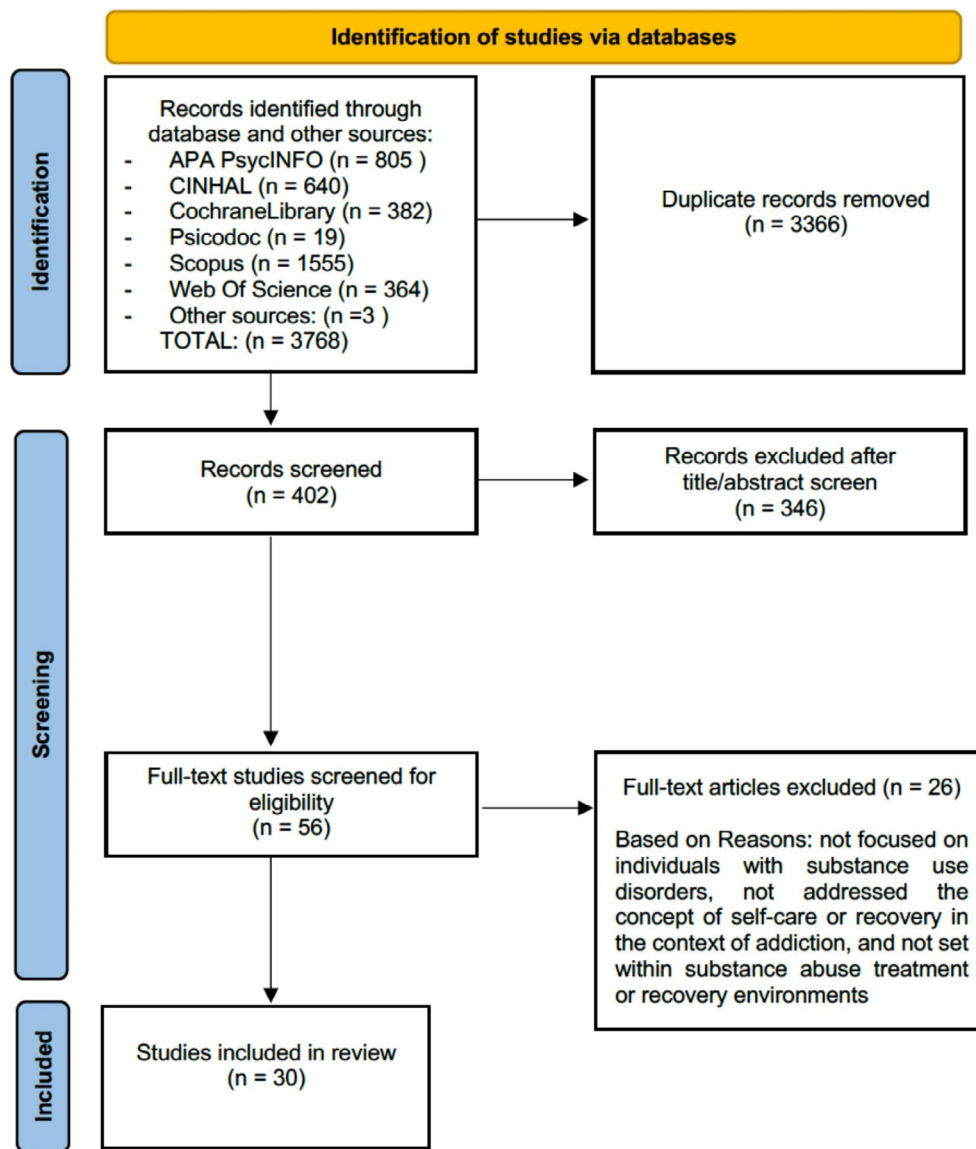 Identification of studies via databases
Identification
Records identified through
database and other sources:
- APA PsycINFO (n = 805 )
- CINHAL (n = 640)
- CochraneLibrary (n = 382)
- Psicodoc (n = 19)
- Scopus (n = 1555)
- Web Of Science (n = 364)
- Other sources: (n =3 )
TOTAL: (n = 3768)
Duplicate records removed
(n = 3366)
Screening
Records screened
(n = 402)
Records excluded after
title/abstract screen
(n = 346)
Full-text studies screened for
eligibility
(n = 56)
Full-text articles excluded (n = 26)
Based on Reasons: not focused on
individuals with substance use
disorders, not addressed the
concept of self-care or recovery in
the context of addiction, and not set
within substance abuse treatment
or recovery environments
Included
Studies included in review
(n = 30)